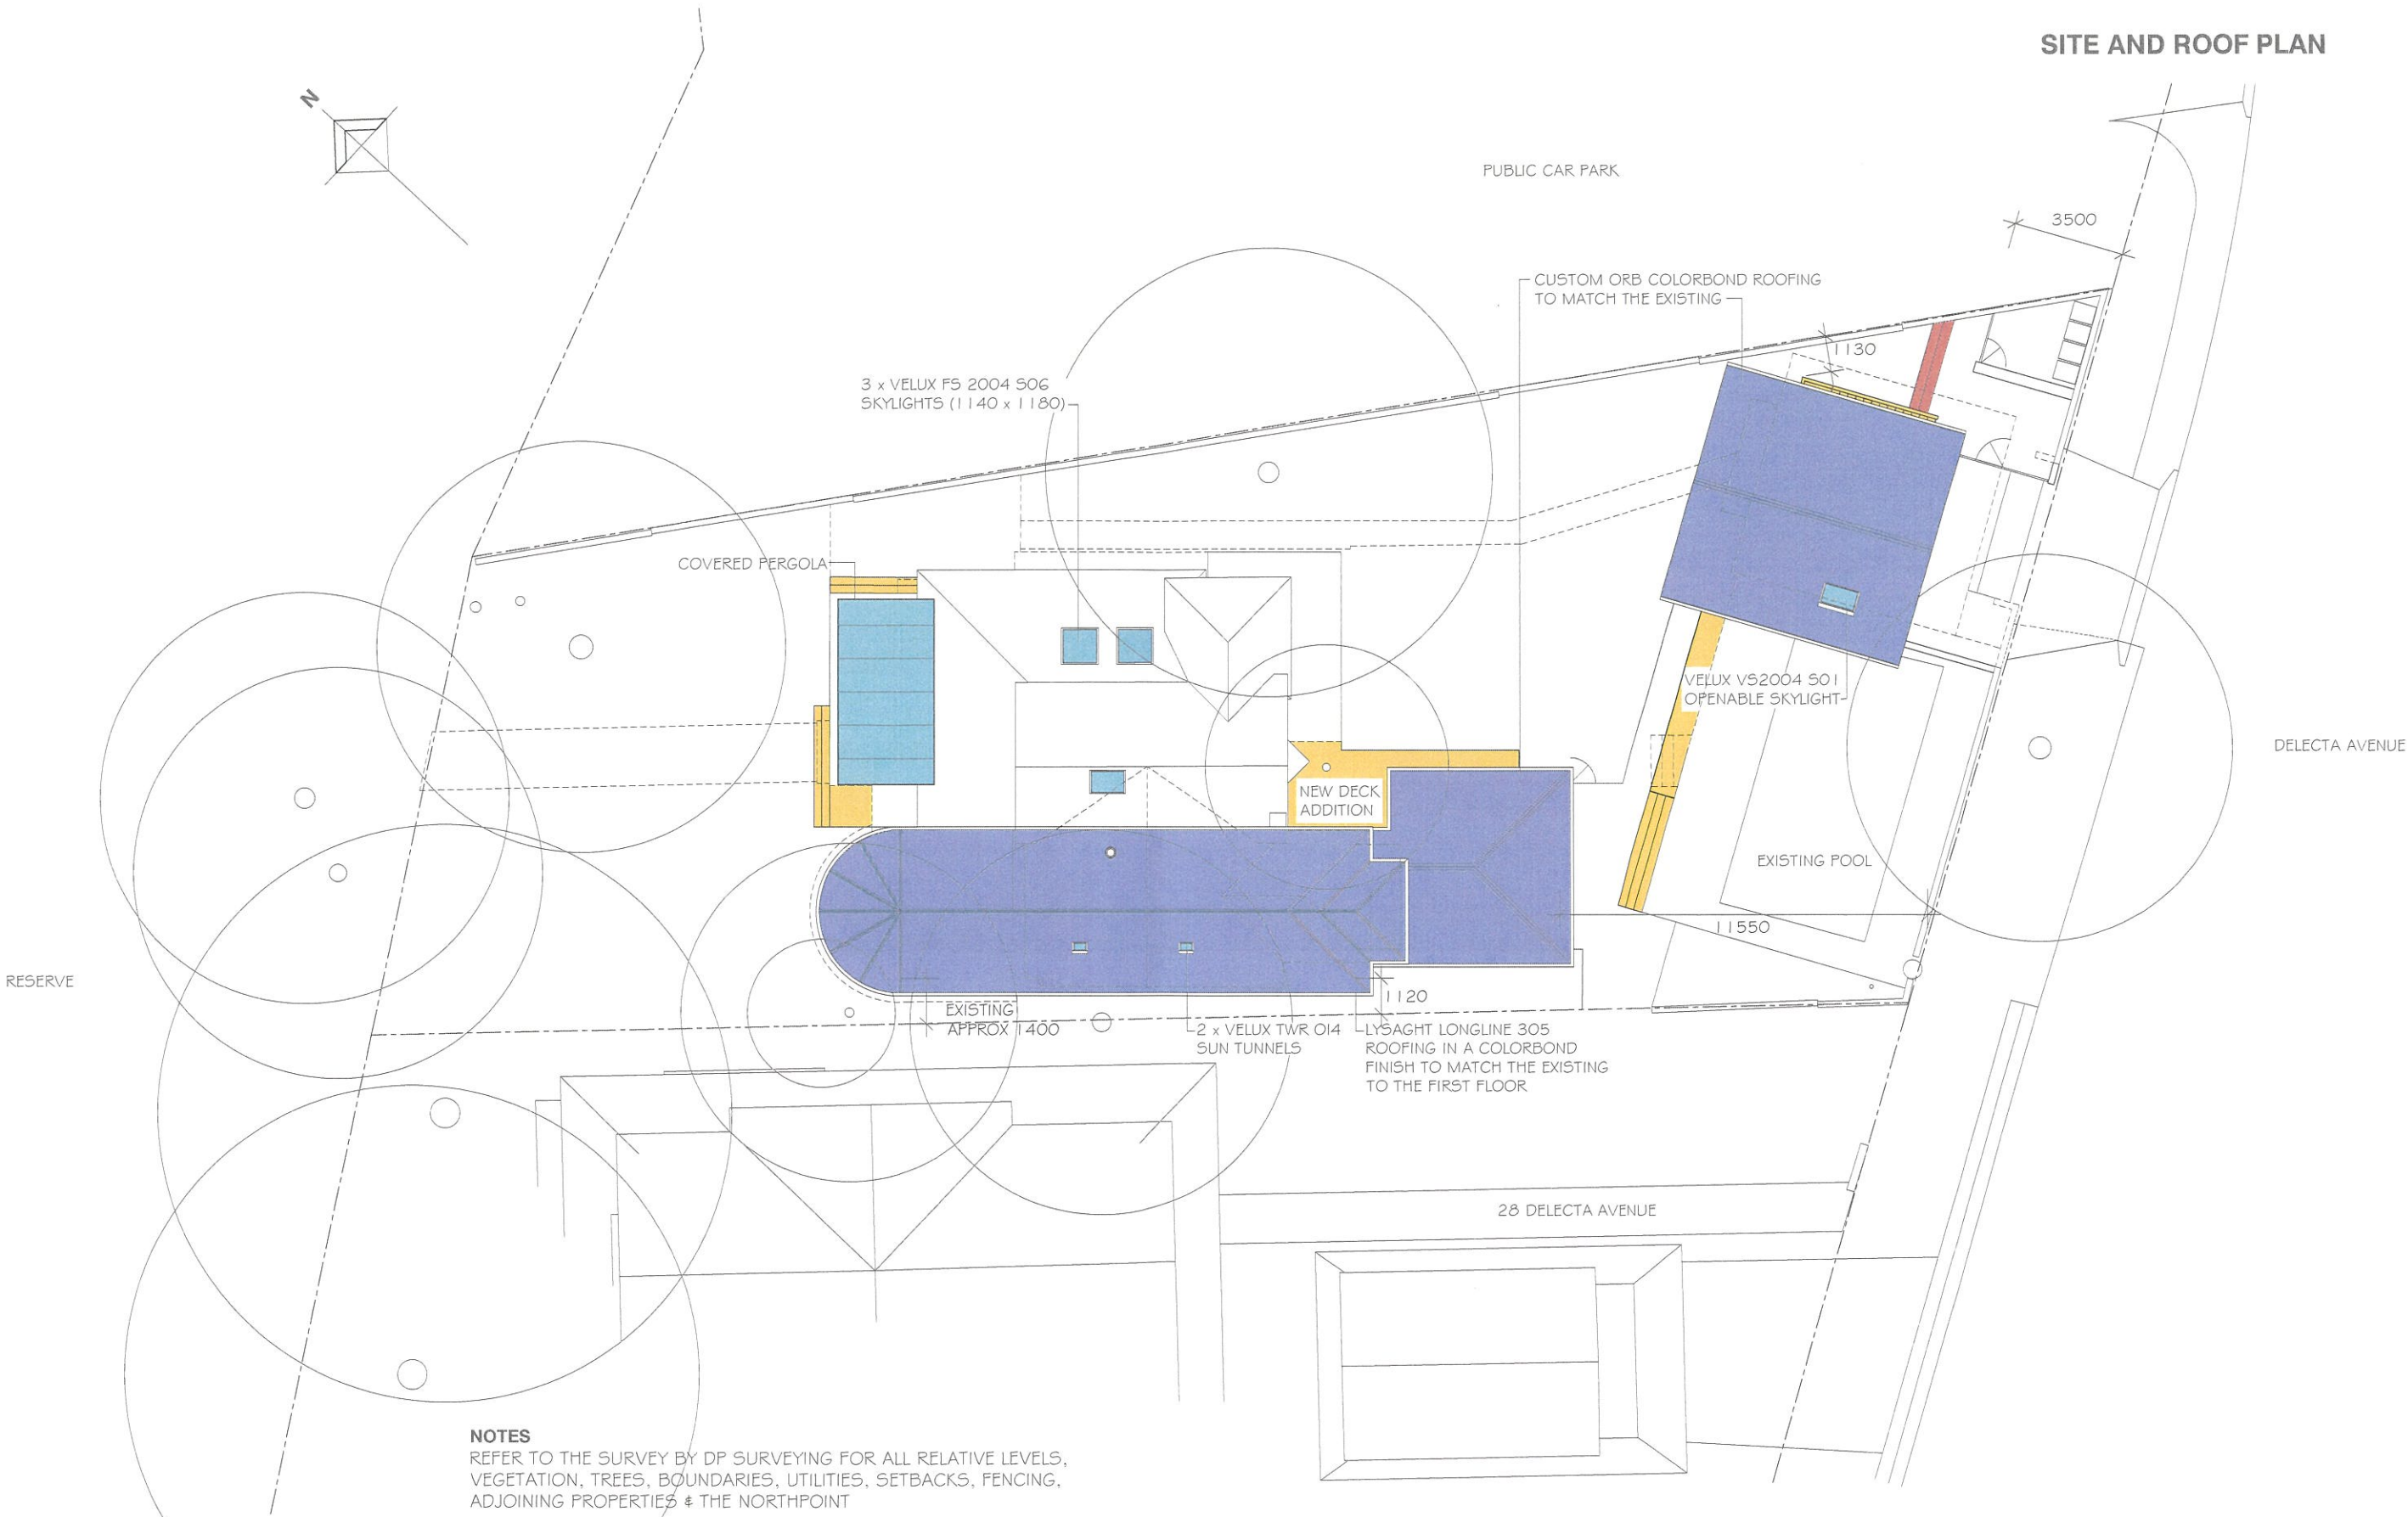 SITE AND ROOF PLAN
N
PUBLIC CAR PARK
3500
CUSTOM ORB COLORBOND ROOFING
TO MATCH THE EXISTING
1130
3 x VELUX FS 2004 S06
SKYLIGHTS (1140 x 1180)
COVERED PERGOLA
VELUX VS2004 S01
OPENABLE SKYLIGHT
DELECTA AVENUE
NEW DECK
ADDITION
EXISTING POOL
11550
RESERVE
1120
EXISTING
APPROX 1400
2 x VELUX TWR 014
SUN TUNNELS
LYSAGHT LONGLINE 305
ROOFING IN A COLORBOND
FINISH TO MATCH THE EXISTING
TO THE FIRST FLOOR
28 DELECTA AVENUE
NOTES
REFER TO THE SURVEY BY DP SURVEYING FOR ALL RELATIVE LEVELS,
VEGETATION, TREES, BOUNDARIES, UTILITIES, SETBACKS, FENCING,
ADJOINING PROPERTIES & THE NORTHPOINT